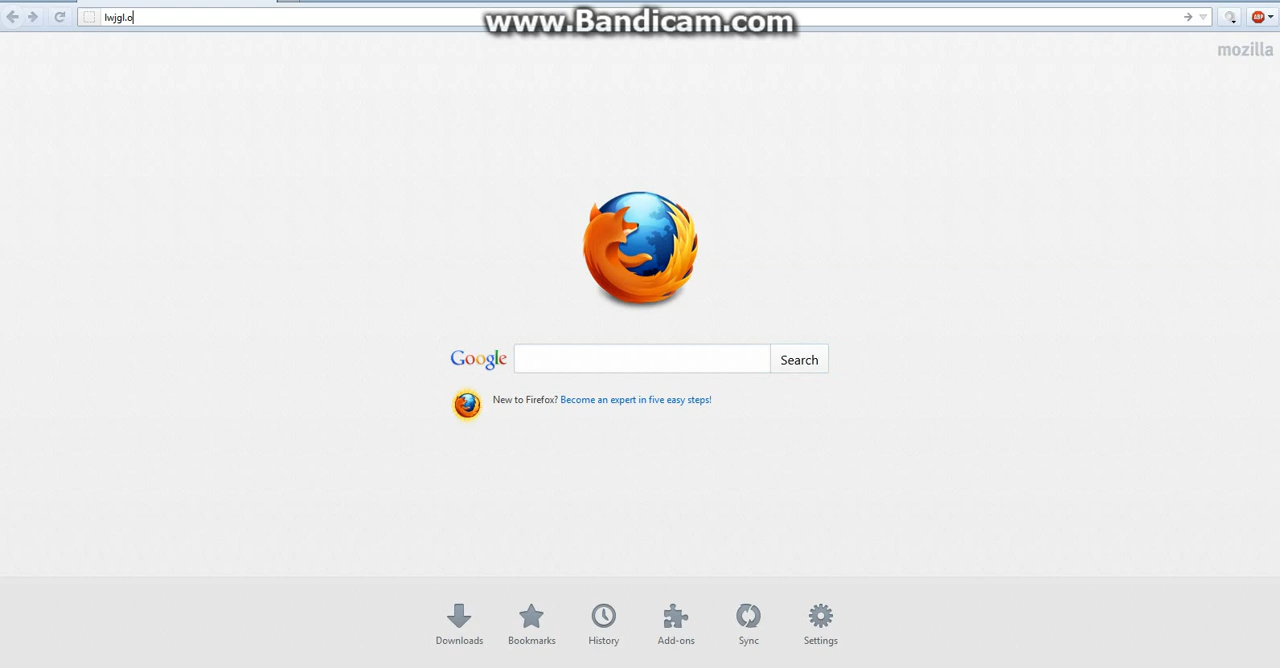 lwjgl.o
www.Bandicam.com
ABP
mozilla
Google
Search
New to Firefox? Become an expert in five easy steps!
Downloads Bookmarks History Add-ons Sync Settings